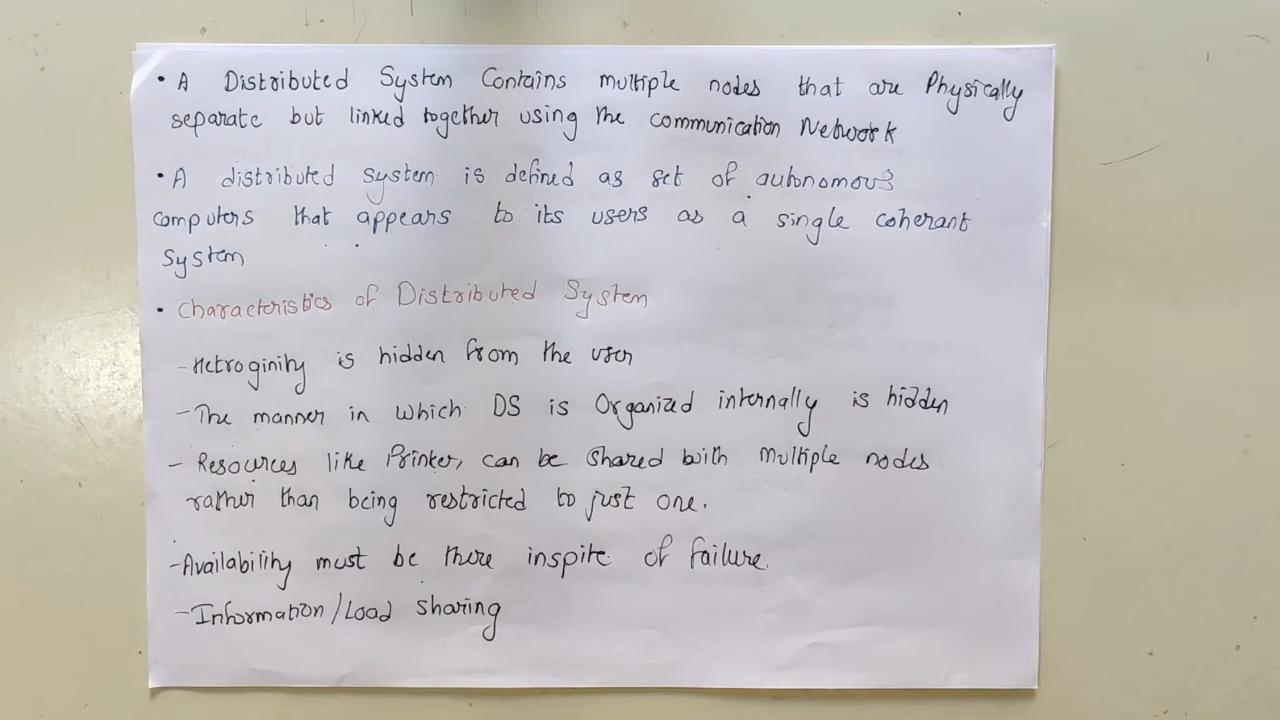 • A Distributed System Contains multiple nodes that are Physically
separate but linked together using the communication Network
• A distributed system is defined as set of autonomous
computers that appears to its users as a single coherant
System
• Characteristics of Distributed System
- Hetroginity is hidden from the user
- The manner in which DS is Organized internally is hidden
- Resources like Printer, can be shared with multiple nodes
rather than being restricted to just one.
- Availability must be there inspite of failure.
- Information/Load sharing